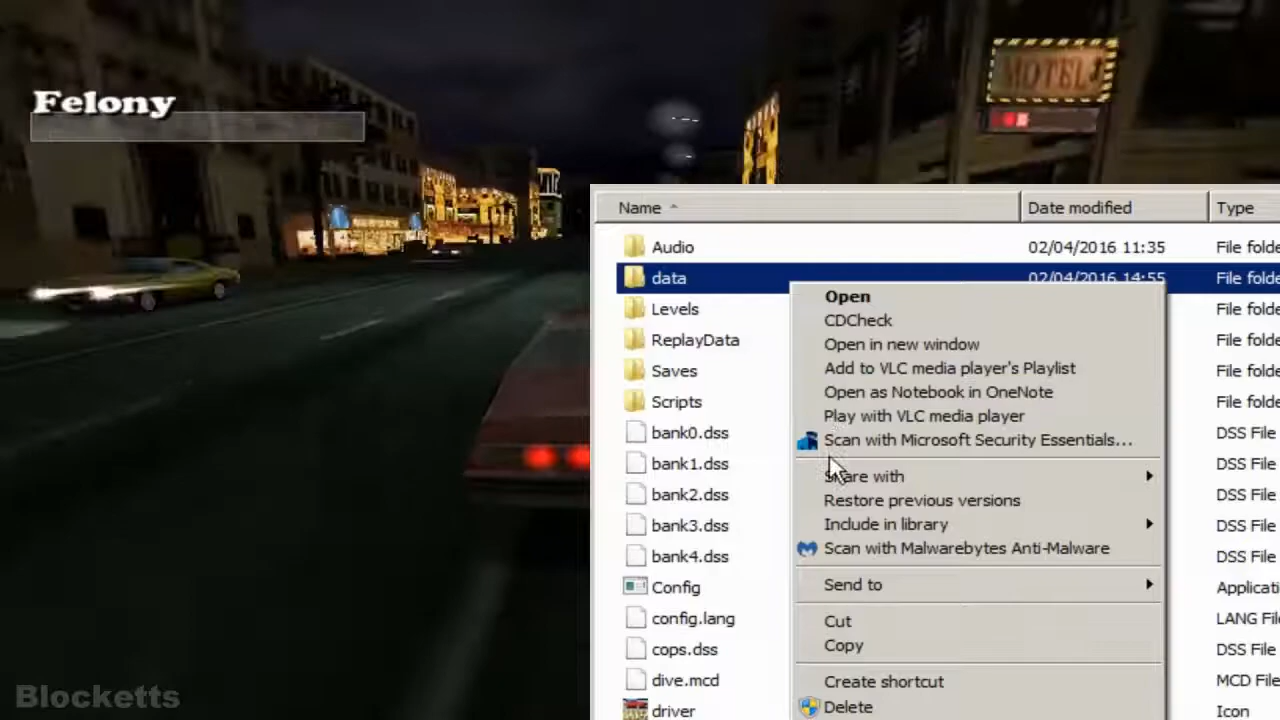 Felony
MOTEL
Name Date modified Type
Audio 02/04/2016 11:35 File folde
data 02/04/2016 14:55 File folde
Levels File folde
ReplayData File folde
Saves File folde
Scripts File folde
bank0.dss DSS File
bank1.dss DSS File
bank2.dss DSS File
bank3.dss DSS File
bank4.dss DSS File
Config Applicati
config.lang LANG File
cops.dss DSS File
dive.mcd MCD File
driver Icon
Open
CDCheck
Open in new window
Add to VLC media player's Playlist
Open as Notebook in OneNote
Play with VLC media player
Scan with Microsoft Security Essentials...
Share with
Restore previous versions
Include in library
Scan with Malwarebytes Anti-Malware
Send to
Cut
Copy
Create shortcut
Delete
Blocketts